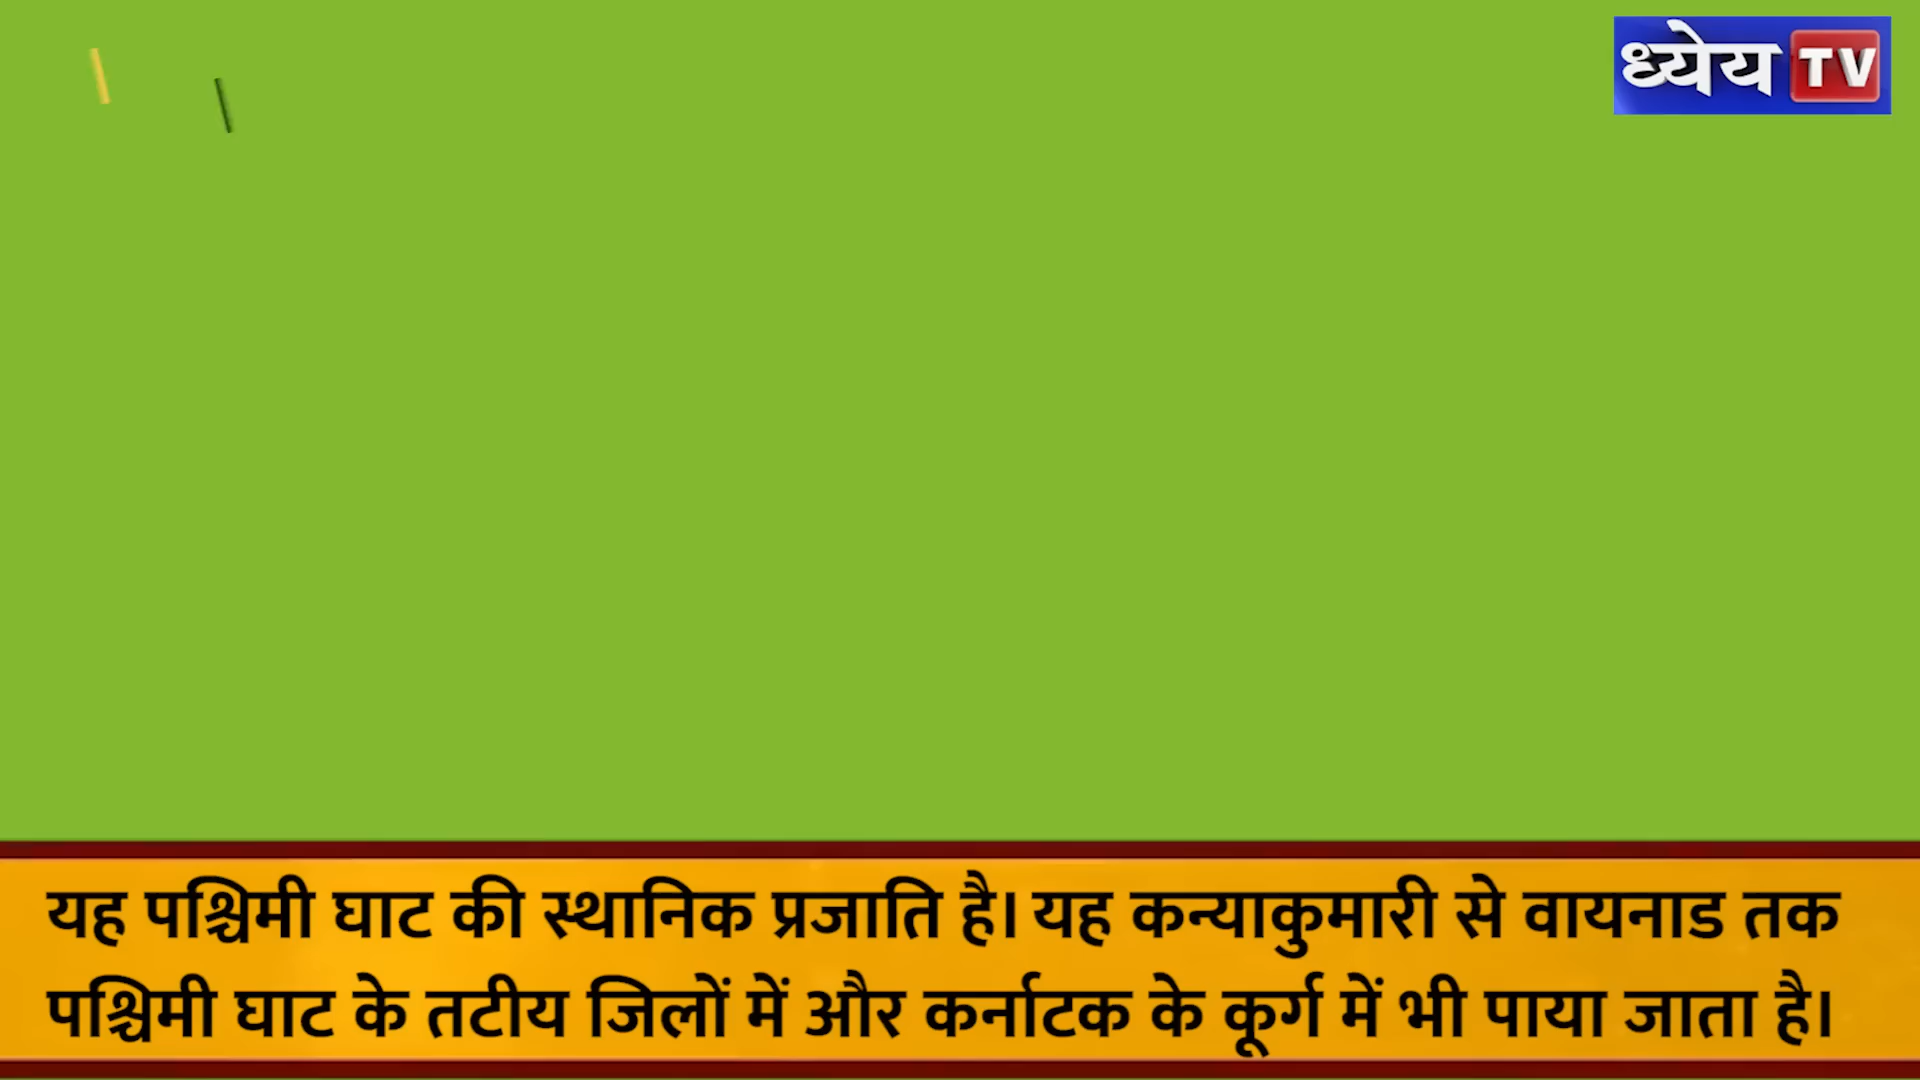 ध्येय TV
यह पश्चिमी घाट की स्थानिक प्रजाति है। यह कन्याकुमारी से वायनाड तक
पश्चिमी घाट के तटीय जिलों में और कर्नाटक के कूर्ग में भी पाया जाता है।